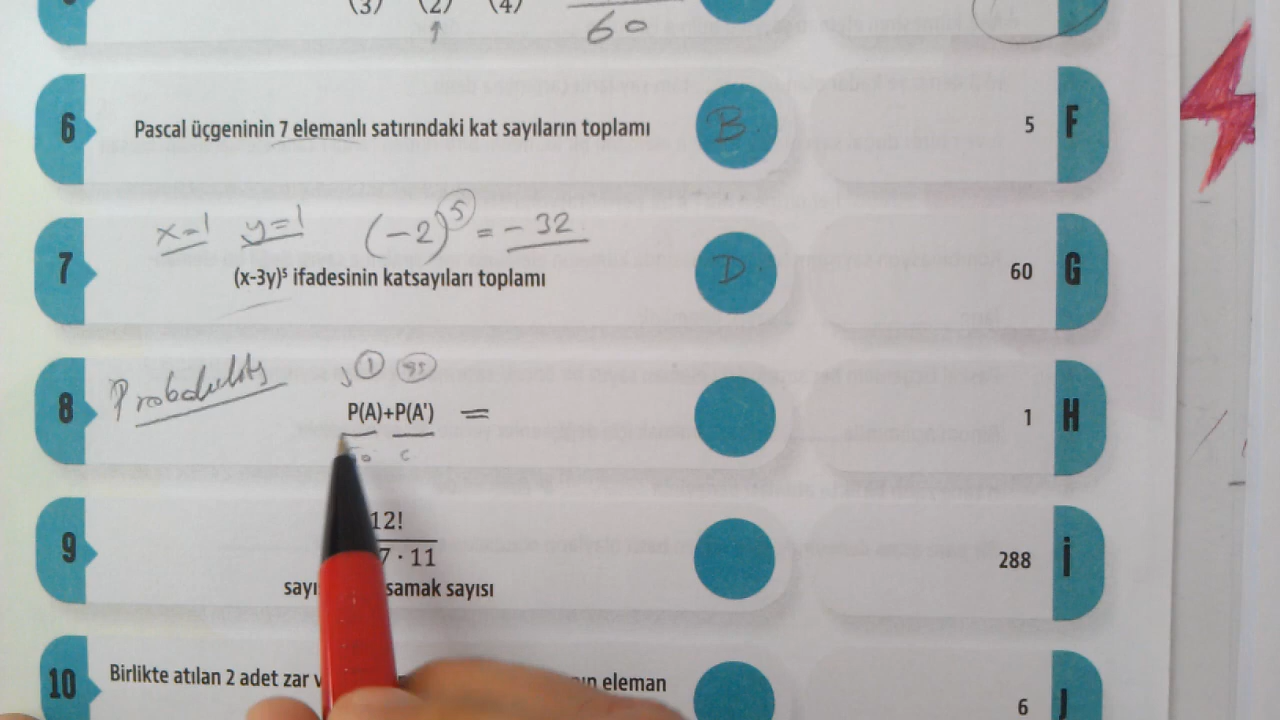 (3) (2) (4)
60
6
Pascal üçgeninin 7 elemanlı satırındaki kat sayıların toplamı
B
5
F
x=1 y=1 (-2)⁵ = -32
7
(x-3y)⁵ ifadesinin katsayıları toplamı
D
60
G
8
1
P(A)+P(A') =
1
H
9
12!
7 · 11
samak sayısı
288
İ
10
Birlikte atılan 2 adet zar
eleman
6
J